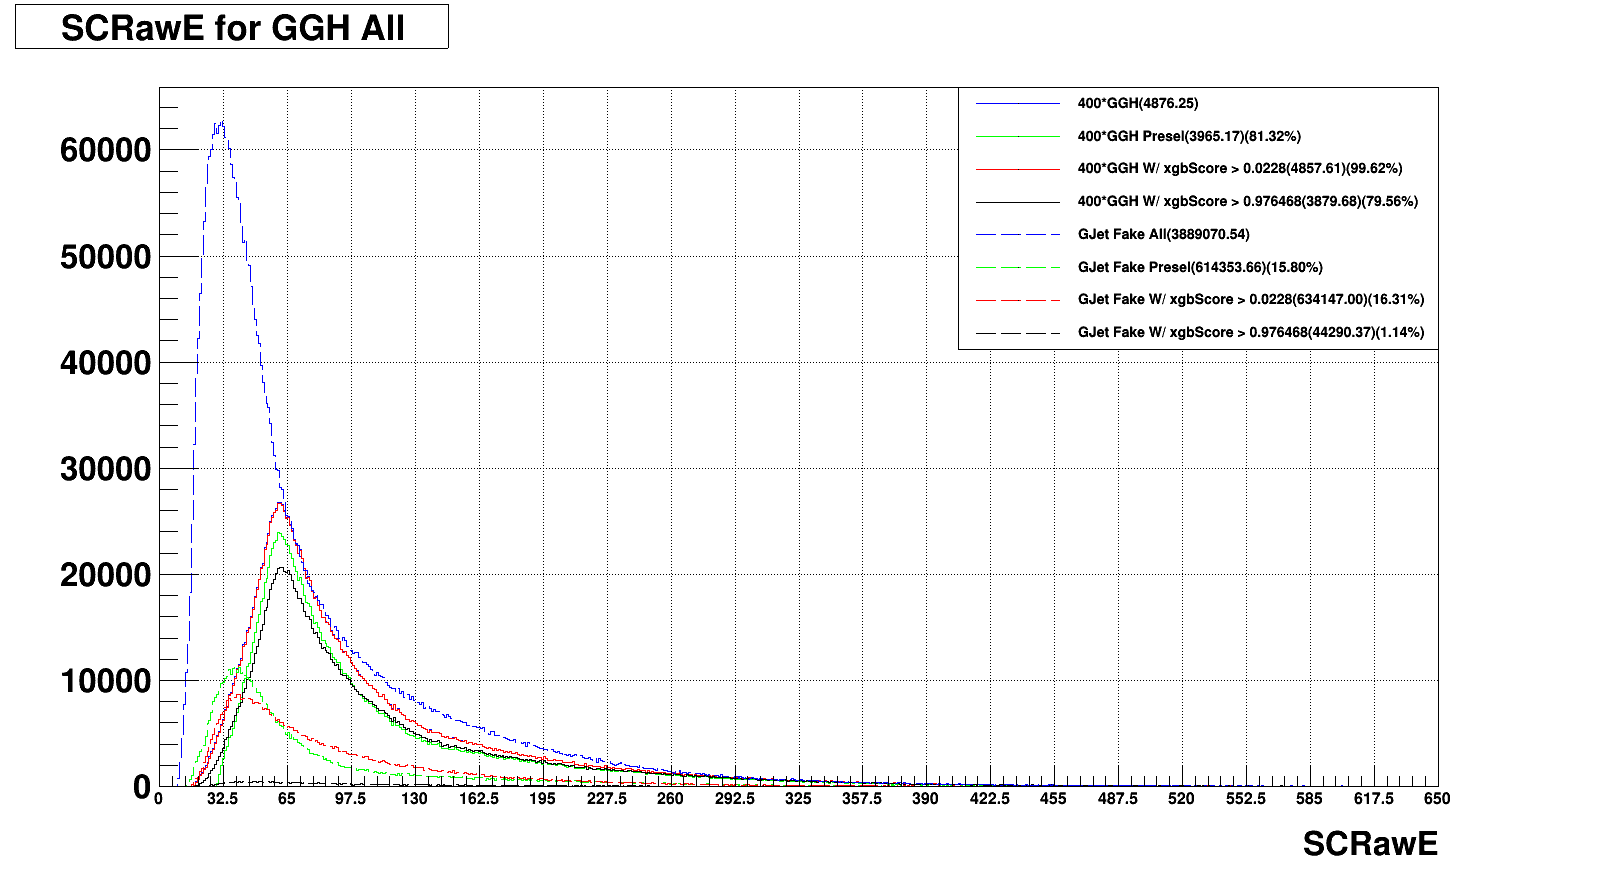 SCRawE for GGH All
400*GGH(4876.25)
400*GGH Presel(3965.17)(81.32%)
400*GGH W/ xgbScore > 0.0228(4857.61)(99.62%)
400*GGH W/ xgbScore > 0.976468(3879.68)(79.56%)
GJet Fake All(3889070.54)
GJet Fake Presel(614353.66)(15.80%)
GJet Fake W/ xgbScore > 0.0228(634147.00)(16.31%)
GJet Fake W/ xgbScore > 0.976468(44290.37)(1.14%)
60000
50000
40000
30000
20000
10000
0
0 32.5 65 97.5 130 162.5 195 227.5 260 292.5 325 357.5 390 422.5 455 487.5 520 552.5 585 617.5 650
SCRawE